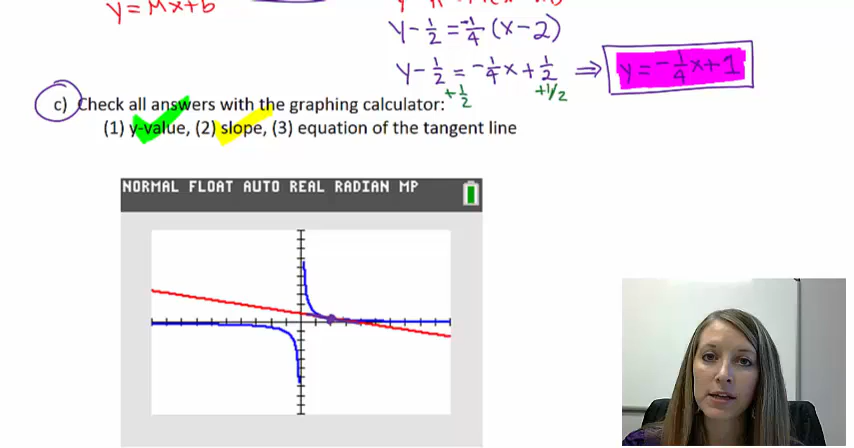 y = Mx+b
y - 1/2 = -1/4 (x-2)
y - 1/2 = -1/4 x + 1/2 ⇒ y = -1/4 x + 1
+ 1/2 +1/2
c) Check all answers with the graphing calculator:
(1) y-value, (2) slope, (3) equation of the tangent line
NORMAL FLOAT AUTO REAL RADIAN MP